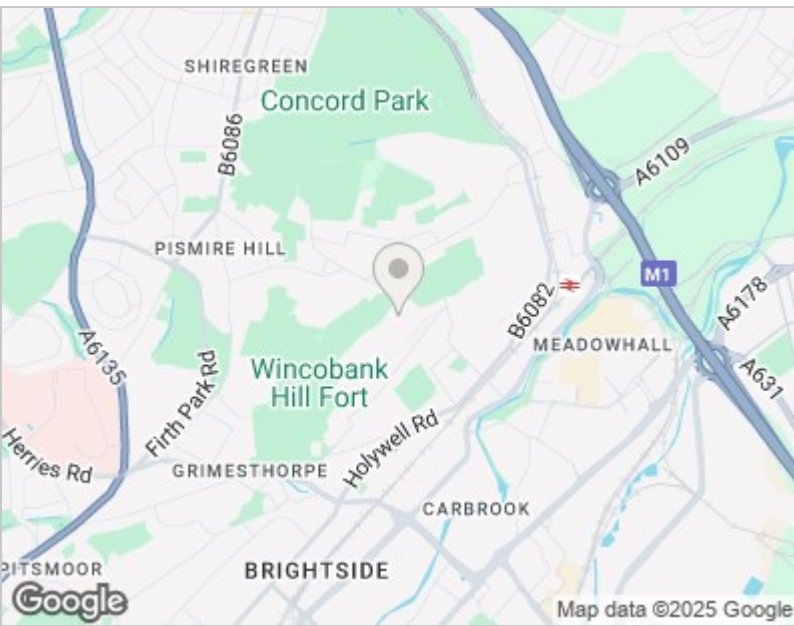 SHIREGREEN
Concord Park
B6086
A6109
PISMIRE HILL
M1
B6082
A6178
MEADOWHALL
A6135
Firth Park Rd
Wincobank
Hill Fort
A631
Holywell Rd
Herries Rd
GRIMESTHORPE
CARBROOK
PITSMOOR
BRIGHTSIDE
Google
Map data ©2025 Google